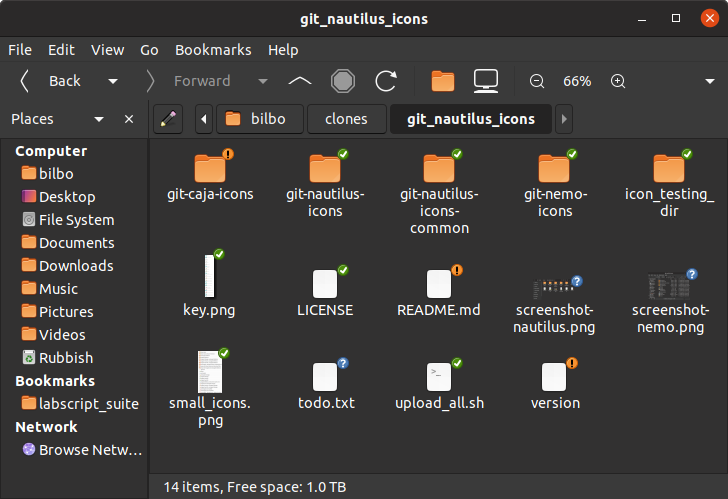 git_nautilus_icons
File Edit View Go Bookmarks Help
Back Forward 66%
Places bilbo clones git_nautilus_icons
Computer
bilbo
Desktop
File System
Documents
Downloads
Music
Pictures
Videos
Rubbish
Bookmarks
labscript_suite
Network
Browse Netw...
git-caja-icons
git-nautilus-
icons
git-nautilus-
icons-
common
git-nemo-
icons
icon_testing_
dir
key.png
LICENSE
README.md
screenshot-
nautilus.png
screenshot-
nemo.png
small_icons.
png
todo.txt
>_
upload_all.sh
version
14 items, Free space: 1.0 TB